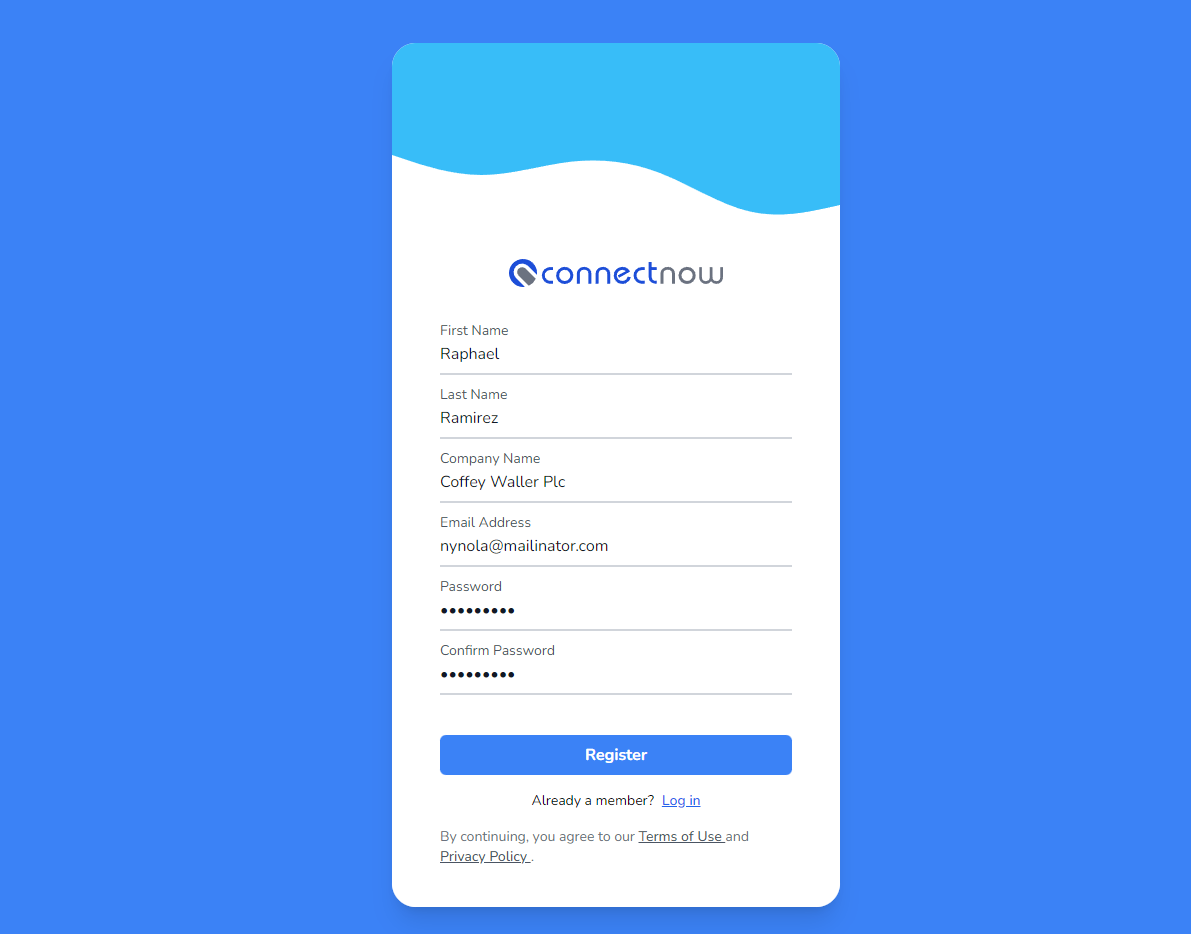 connectnow
First Name
Raphael
Last Name
Ramirez
Company Name
Coffey Waller Plc
Email Address
nynola@mailinator.com
Password
•••••••••
Confirm Password
•••••••••
Register
Already a member? Log in
By continuing, you agree to our Terms of Use and
Privacy Policy .